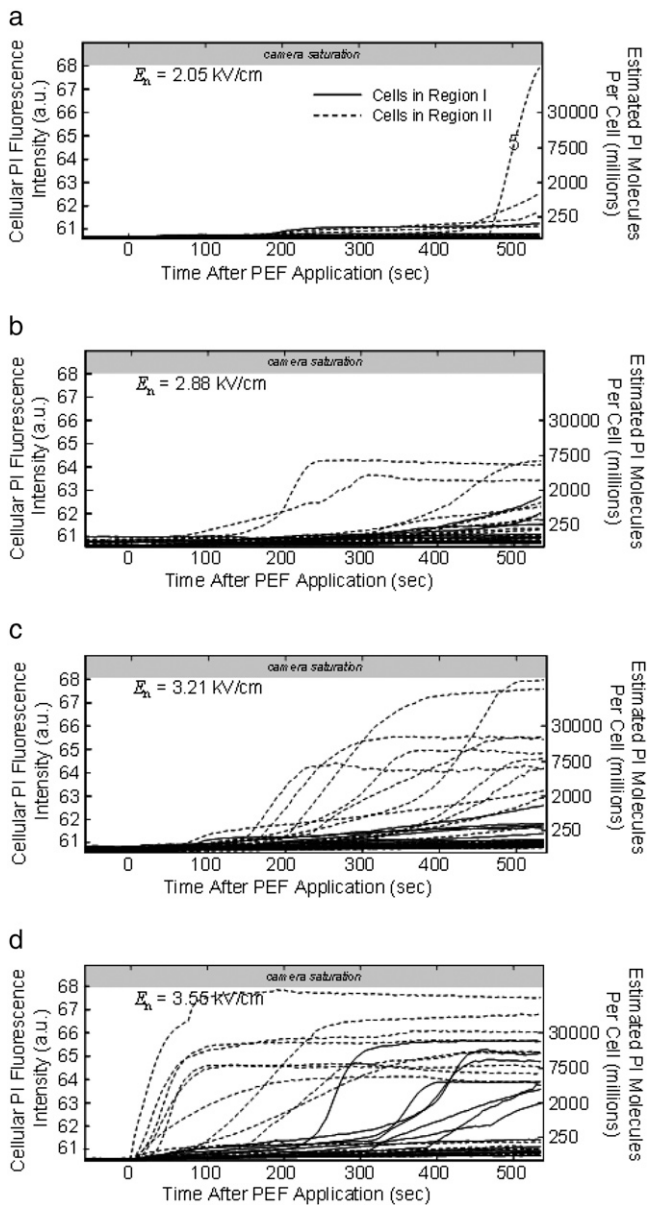 a
camera saturation
68
67
66
65
64
63
62
61
Cellular PI Fluorescence
Intensity (a.u.)
E_n = 2.05 kV/cm
Cells in Region I
Cells in Region II
5
30000
7500
2000
250
Estimated PI Molecules
Per Cell (millions)
0 100 200 300 400 500
Time After PEF Application (sec)
b
camera saturation
68
67
66
65
64
63
62
61
Cellular PI Fluorescence
Intensity (a.u.)
E_n = 2.88 kV/cm
30000
7500
2000
250
Estimated PI Molecules
Per Cell (millions)
0 100 200 300 400 500
Time After PEF Application (sec)
c
camera saturation
68
67
66
65
64
63
62
61
Cellular PI Fluorescence
Intensity (a.u.)
E_n = 3.21 kV/cm
30000
7500
2000
250
Estimated PI Molecules
Per Cell (millions)
0 100 200 300 400 500
Time After PEF Application (sec)
d
camera saturation
68
67
66
65
64
63
62
61
Cellular PI Fluorescence
Intensity (a.u.)
E_n = 3.55 kV/cm
30000
7500
2000
250
Estimated PI Molecules
Per Cell (millions)
0 100 200 300 400 500
Time After PEF Application (sec)